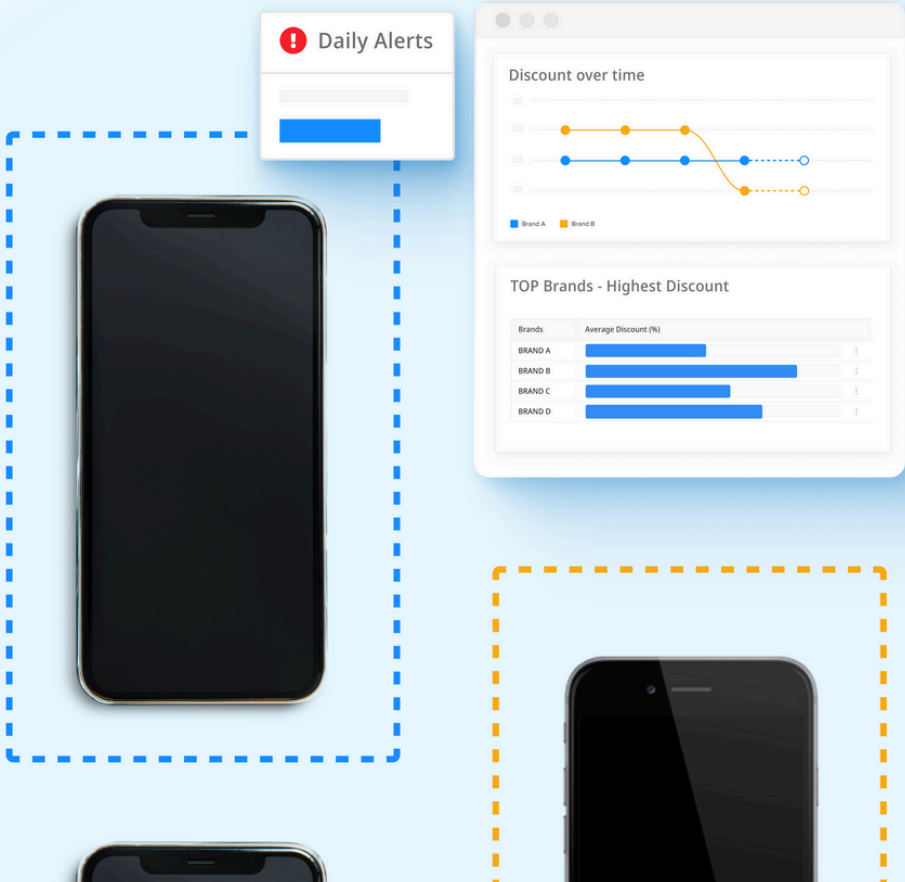 Daily Alerts
Discount over time
Brand A Brand B
TOP Brands - Highest Discount
Brands Average Discount (%)
BRAND A
BRAND B
BRAND C
BRAND D